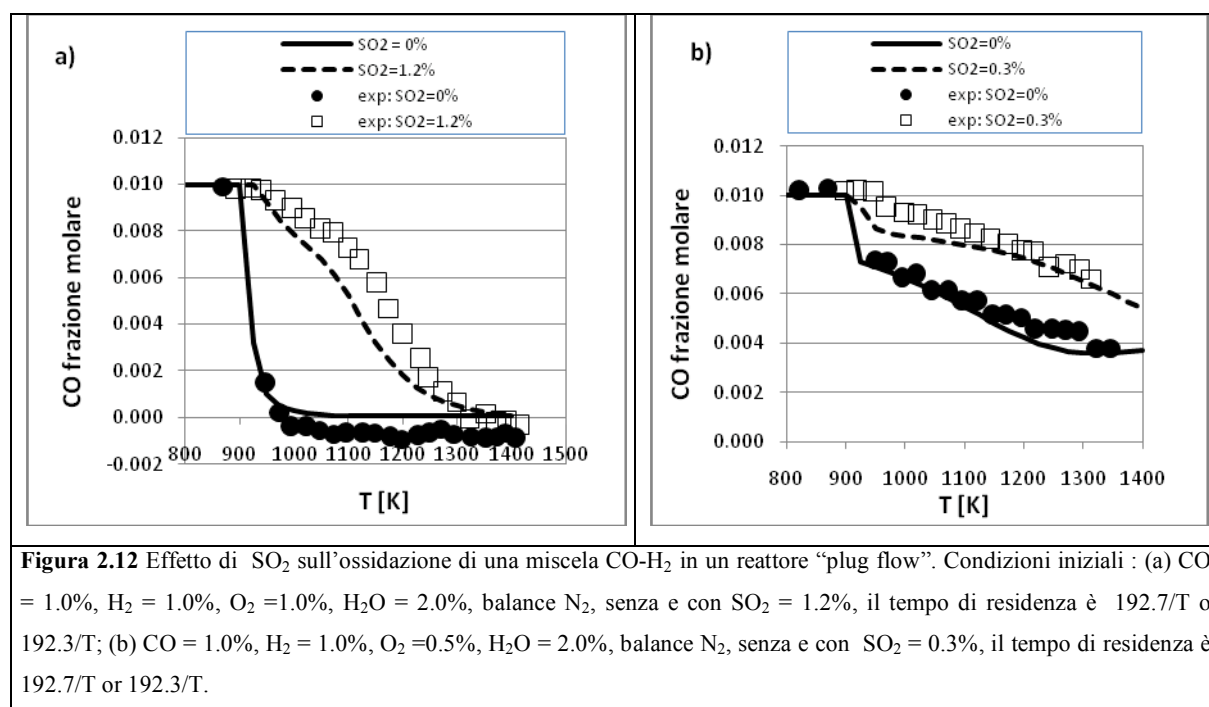 a)
SO2 = 0%
SO2=1.2%
exp: SO2=0%
exp: SO2=1.2%
0.012
0.010
0.008
0.006
0.004
0.002
0.000
-0.002
CO frazione molare
800 900 1000 1100 1200 1300 1400 1500
T [K]
b)
SO2=0%
SO2=0.3%
exp: SO2=0%
exp: SO2=0.3%
0.012
0.010
0.008
0.006
0.004
0.002
0.000
CO frazione molare
800 900 1000 1100 1200 1300 1400
T [K]
Figura 2.12 Effetto di SO2 sull'ossidazione di una miscela CO-H2 in un reattore “plug flow”. Condizioni iniziali : (a) CO
= 1.0%, H2 = 1.0%, O2 =1.0%, H2O = 2.0%, balance N2, senza e con SO2 = 1.2%, il tempo di residenza è 192.7/T o
192.3/T; (b) CO = 1.0%, H2 = 1.0%, O2 =0.5%, H2O = 2.0%, balance N2, senza e con SO2 = 0.3%, il tempo di residenza è
192.7/T or 192.3/T.